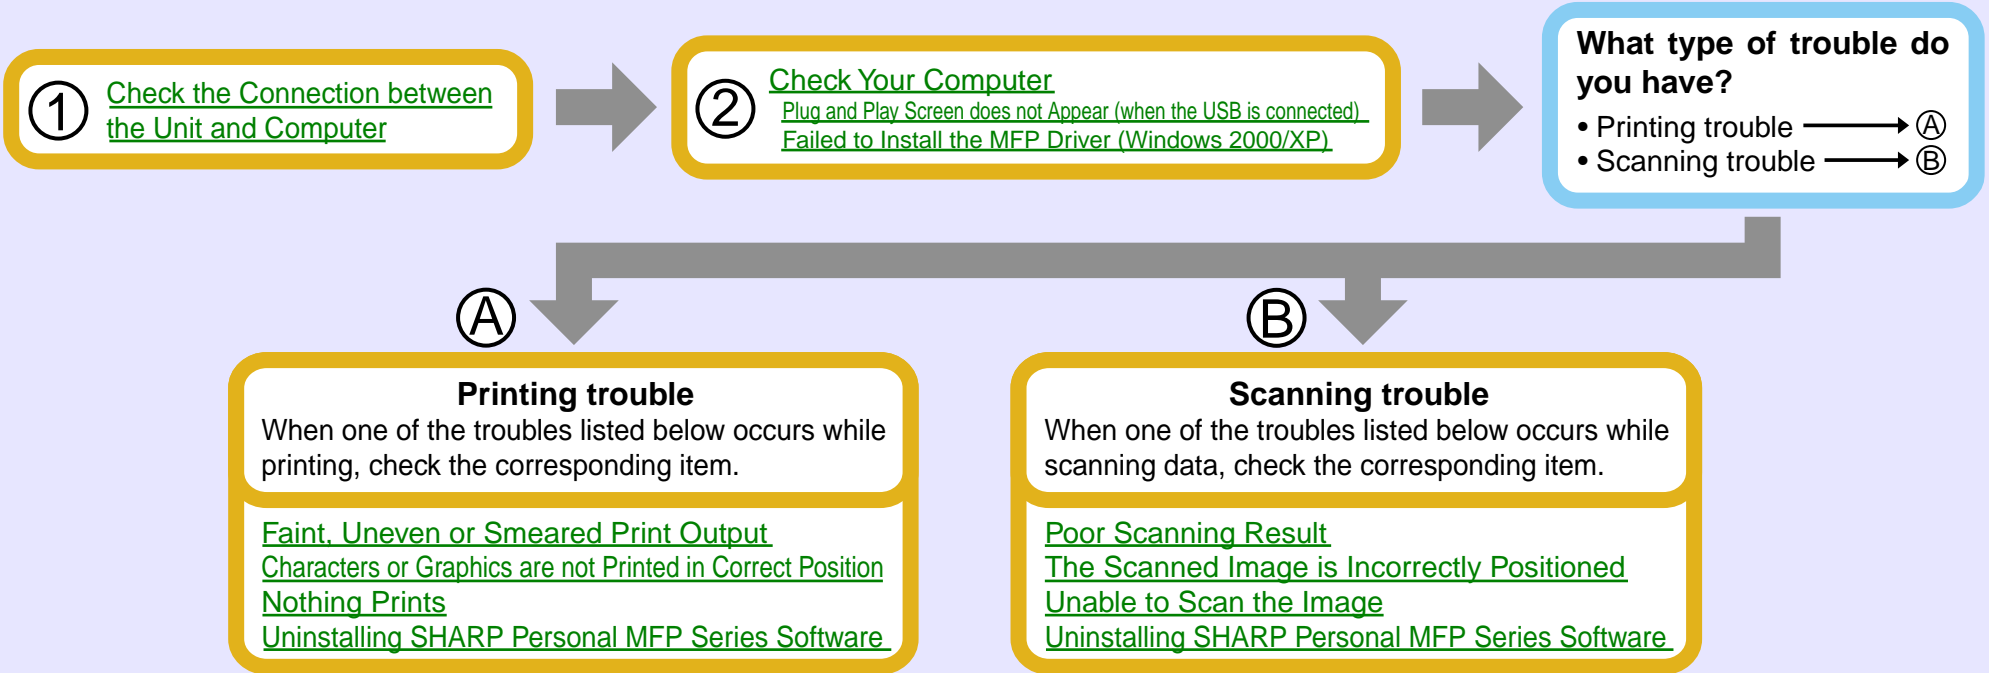 1 Check the Connection between
the Unit and Computer
2 Check Your Computer
Plug and Play Screen does not Appear (when the USB is connected)
Failed to Install the MFP Driver (Windows 2000/XP)
What type of trouble do
you have?
• Printing trouble → A
• Scanning trouble → B
A
Printing trouble
When one of the troubles listed below occurs while
printing, check the corresponding item.
Faint, Uneven or Smeared Print Output
Characters or Graphics are not Printed in Correct Position
Nothing Prints
Uninstalling SHARP Personal MFP Series Software
B
Scanning trouble
When one of the troubles listed below occurs while
scanning data, check the corresponding item.
Poor Scanning Result
The Scanned Image is Incorrectly Positioned
Unable to Scan the Image
Uninstalling SHARP Personal MFP Series Software